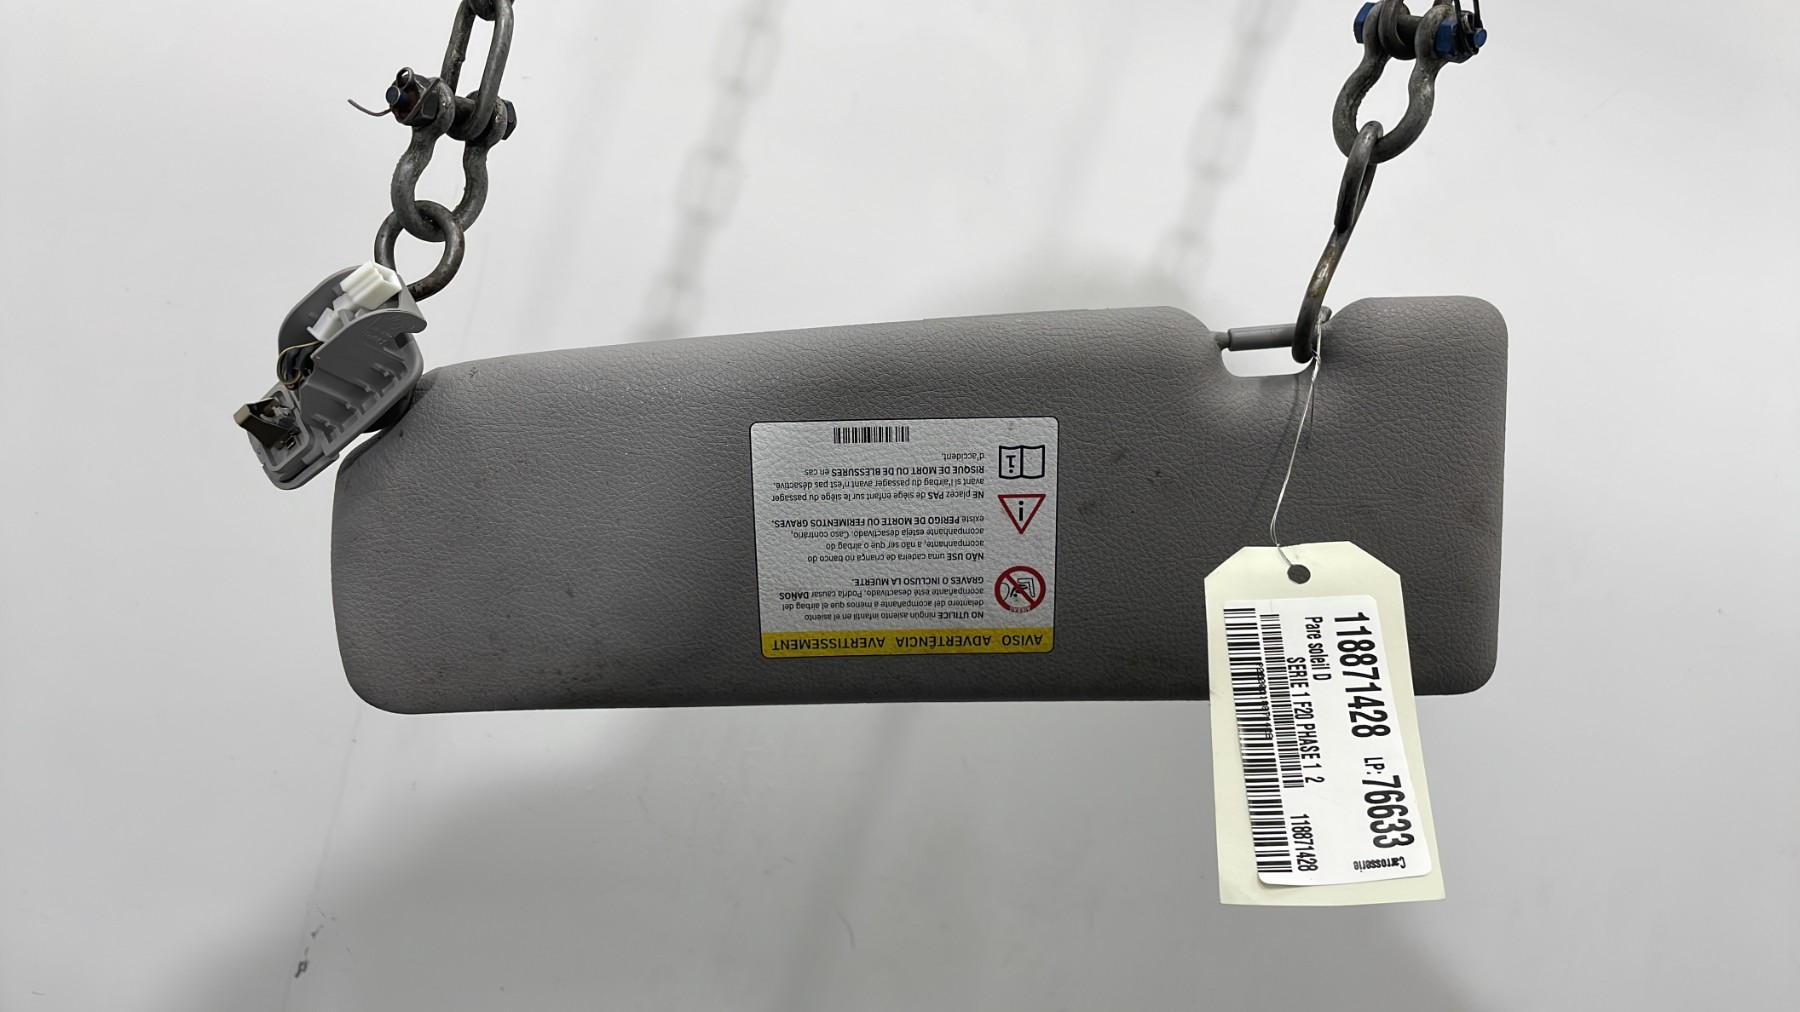 AVISO ADVERTÊNCIA AVERTISSEMENT
NO UTILICE ningún asiento infantil en el asiento
delantero del acompañante a menos que el airbag del
acompañante esté desactivado. Podría causar DAÑOS
GRAVES O INCLUSO LA MUERTE.
NÃO USE uma cadeira de criança no banco do
acompanhante, a não ser que o airbag do
acompanhante esteja desactivado. Caso contrário,
existe PERIGO DE MORTE OU FERIMENTOS GRAVES.
NE placez PAS de siège enfant sur le siège du passager
avant si l'airbag du passager avant n'est pas désactivé.
RISQUE DE MORT OU DE BLESSURES en cas
d'accident.
118871428 LP: 76633
Carrosserie
Pare soleil D
SERIE 1 F20 PHASE 1 2
118871428